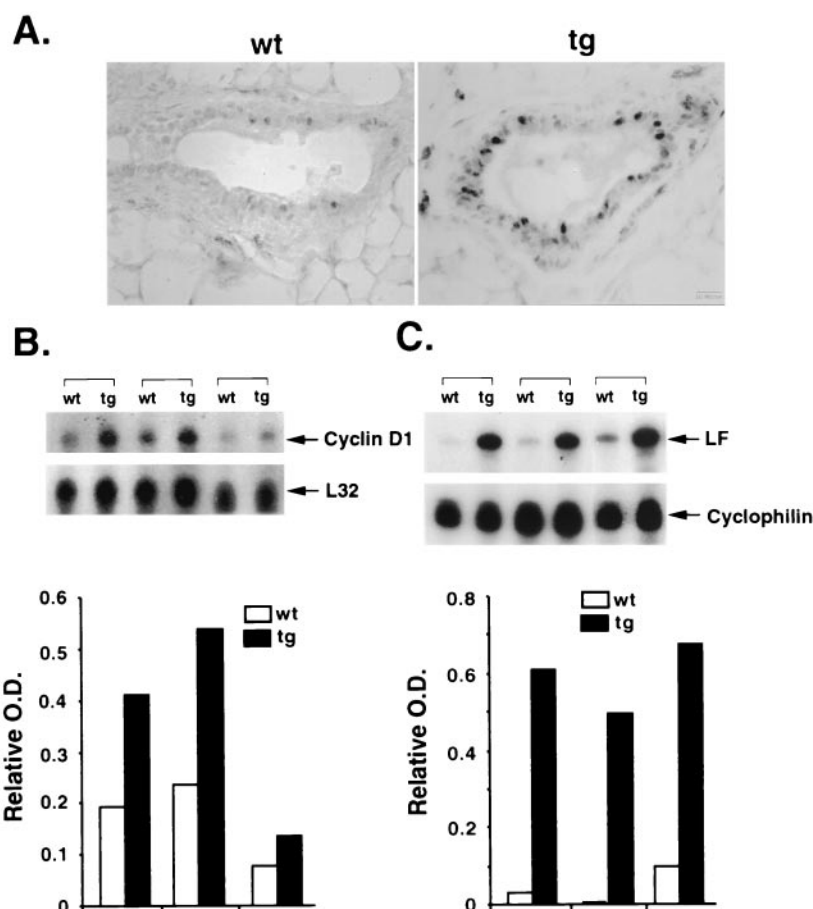 A.
wt tg
B.
wt tg wt tg wt tg
Cyclin D1
L32
0.6
0.5
0.4
0.3
0.2
0.1
0
Relative O.D.
wt
tg
C.
wt tg wt tg wt tg
LF
Cyclophilin
0.8
0.6
0.4
0.2
0
Relative O.D.
wt
tg